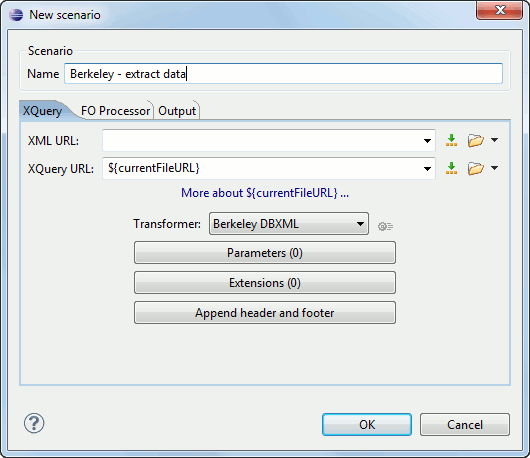 New scenario
Scenario
Name Berkeley - extract data
XQuery FO Processor Output
XML URL:
XQuery URL: ${currentFileURL}
More about ${currentFileURL} ...
Transformer: Berkeley DBXML
Parameters (0)
Extensions (0)
Append header and footer
? OK Cancel